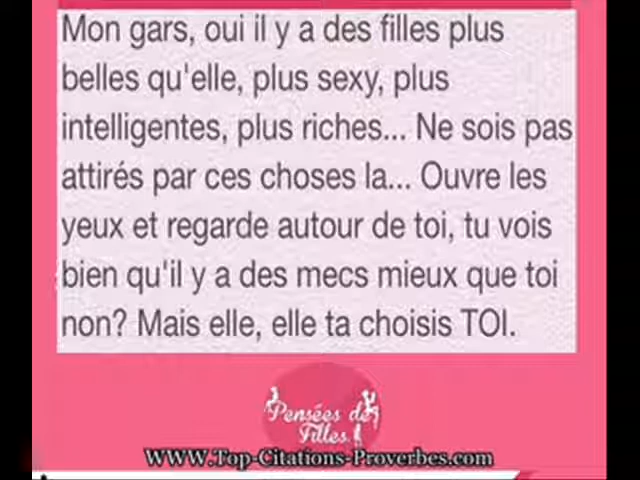 Mon gars, oui il y a des filles plus
belles qu'elle, plus sexy, plus
intelligentes, plus riches... Ne sois pas
attirés par ces choses la... Ouvre les
yeux et regarde autour de toi, tu vois
bien qu'il y a des mecs mieux que toi
non? Mais elle, elle ta choisis TOI.
Pensées de
Filles
WWW.Top-Citations-Proverbes.com